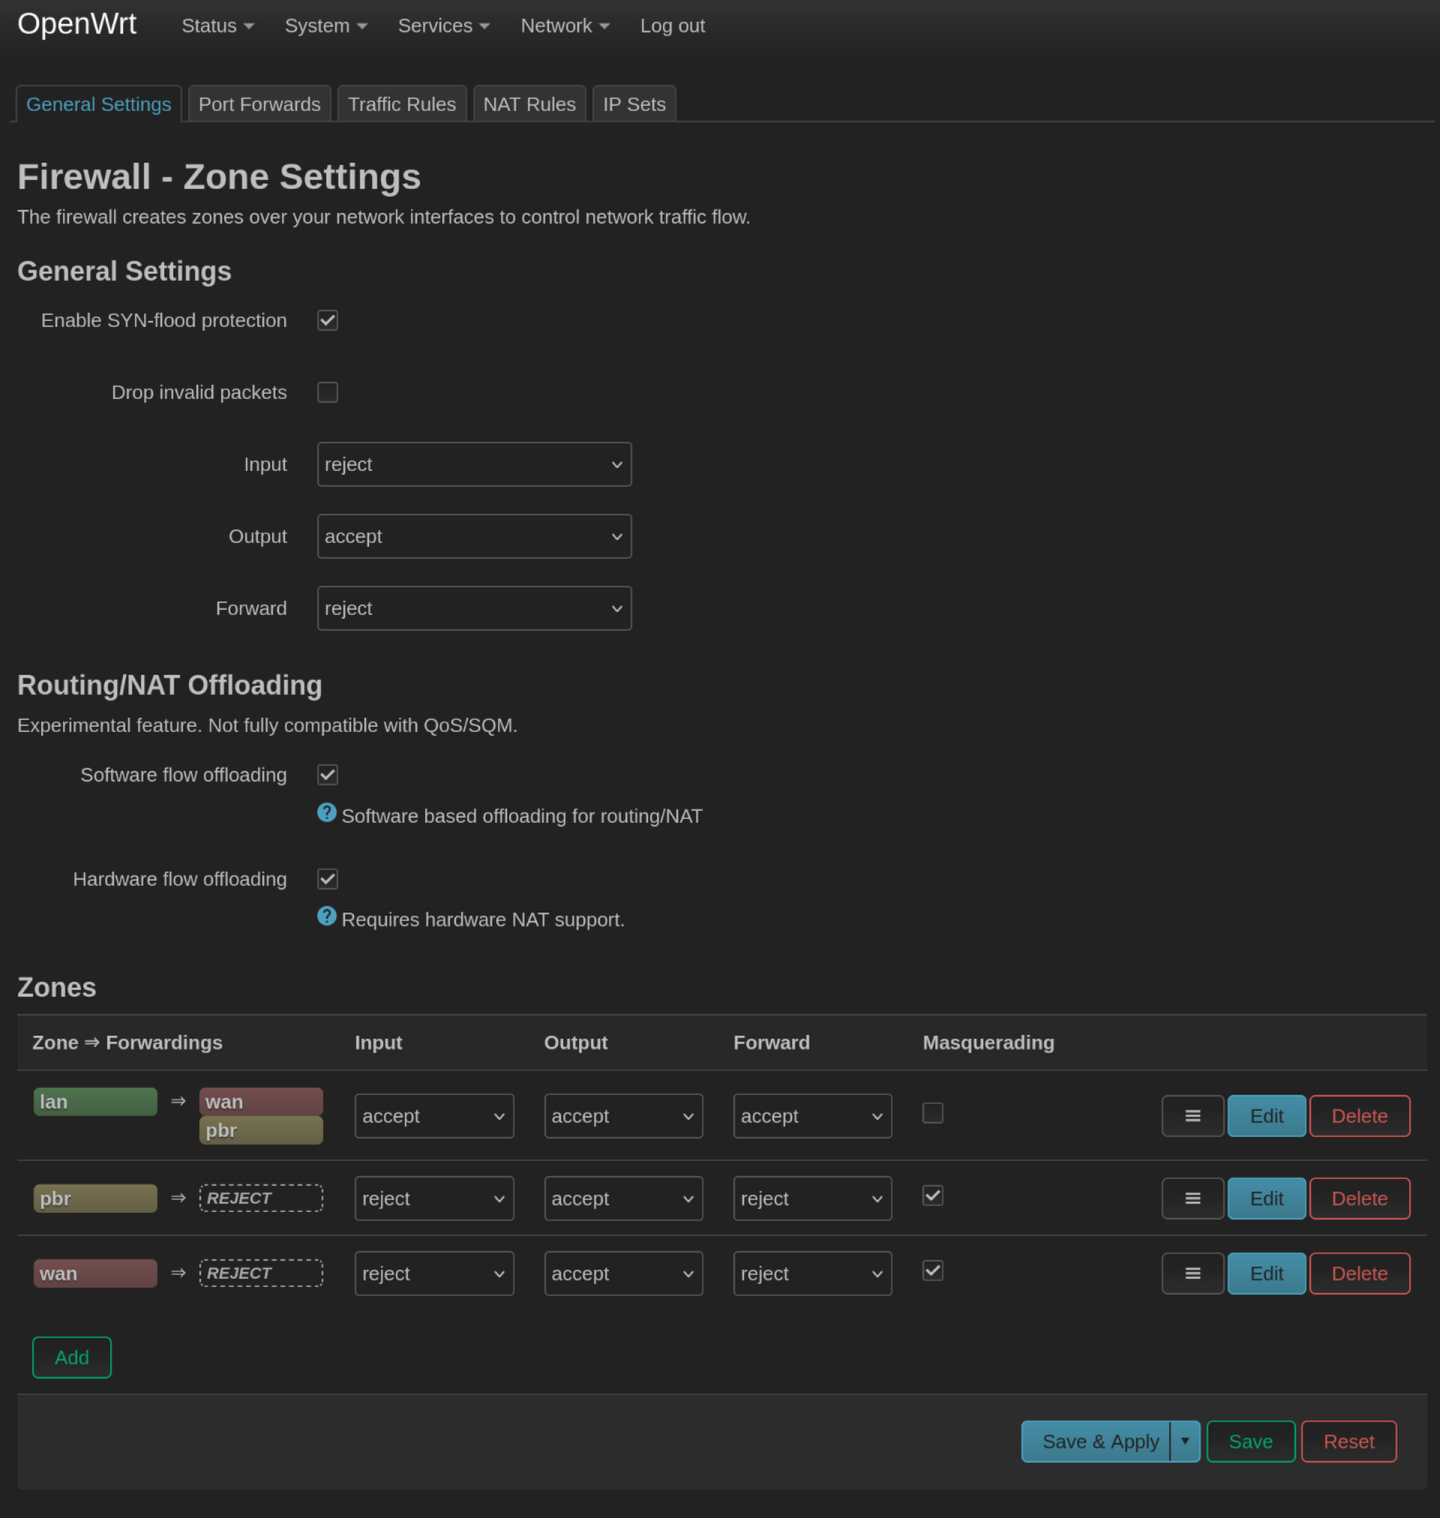 OpenWrt Status System Services Network Log out
General Settings Port Forwards Traffic Rules NAT Rules IP Sets
Firewall - Zone Settings
The firewall creates zones over your network interfaces to control network traffic flow.
General Settings
Enable SYN-flood protection
Drop invalid packets
Input reject
Output accept
Forward reject
Routing/NAT Offloading
Experimental feature. Not fully compatible with QoS/SQM.
Software flow offloading
Software based offloading for routing/NAT
Hardware flow offloading
Requires hardware NAT support.
Zones
Zone ⇒ Forwardings Input Output Forward Masquerading
lan ⇒ wan accept accept accept Edit Delete
pbr
pbr ⇒ REJECT reject accept reject Edit Delete
wan ⇒ REJECT reject accept reject Edit Delete
Add
Save & Apply Save Reset